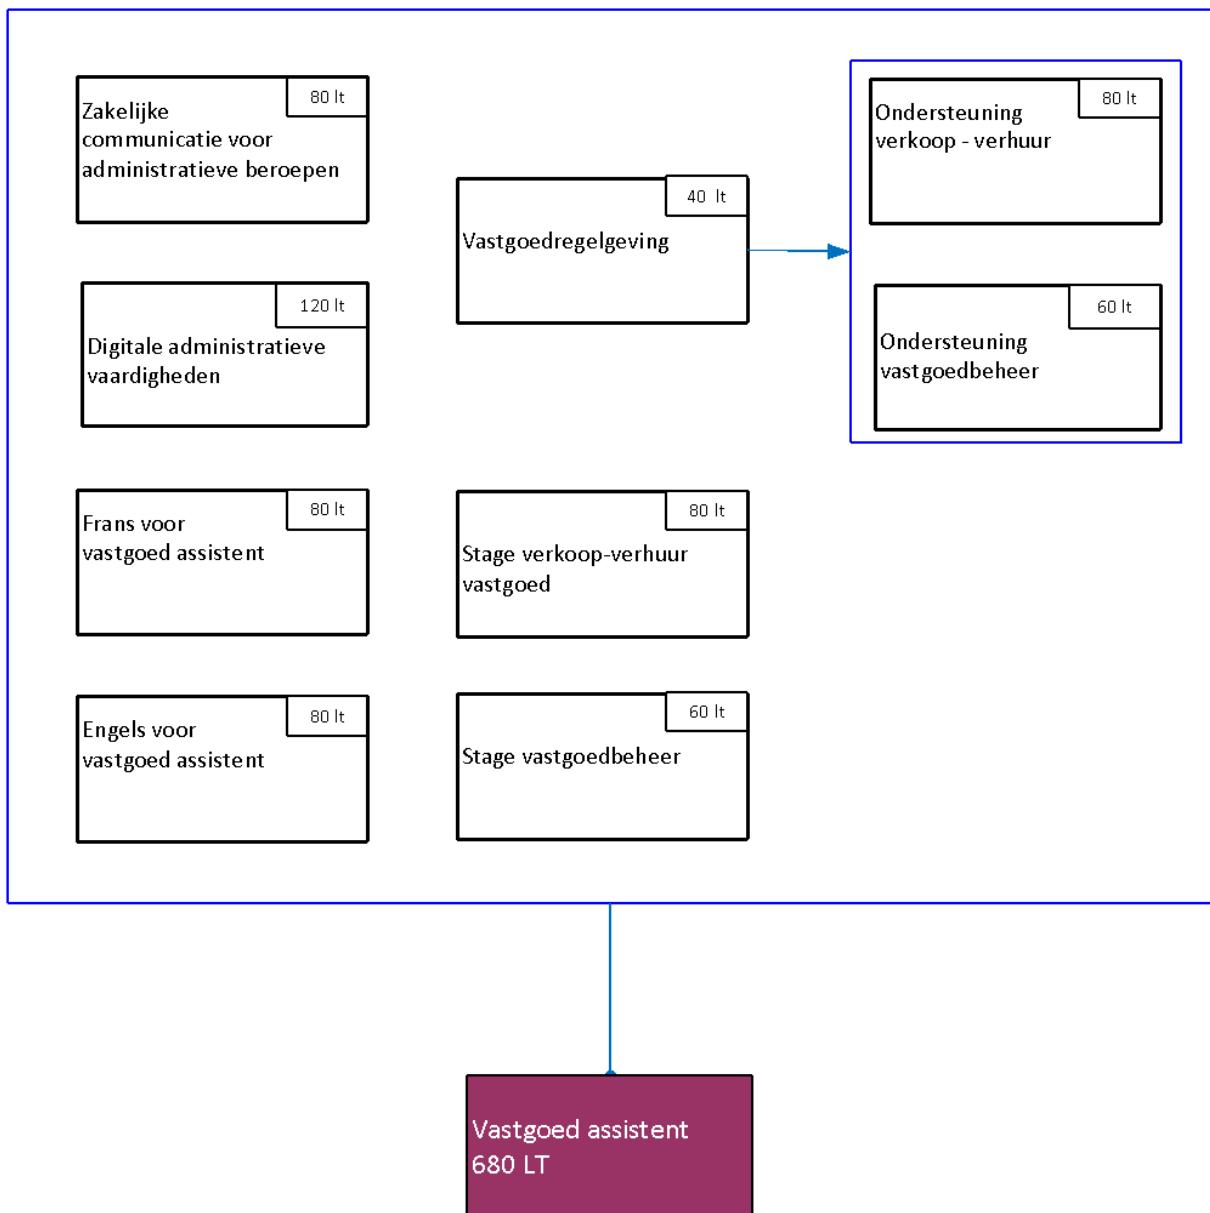 80 lt
Zakelijke
communicatie voor
administratieve beroepen
120 lt
Digitale administratieve
vaardigheden
80 lt
Frans voor
vastgoed assistent
80 lt
Engels voor
vastgoed assistent
40 lt
Vastgoedregelgeving
80 lt
Stage verkoop-verhuur
vastgoed
60 lt
Stage vastgoedbeheer
80 lt
Ondersteuning
verkoop - verhuur
60 lt
Ondersteuning
vastgoedbeheer
Vastgoed assistent
680 LT